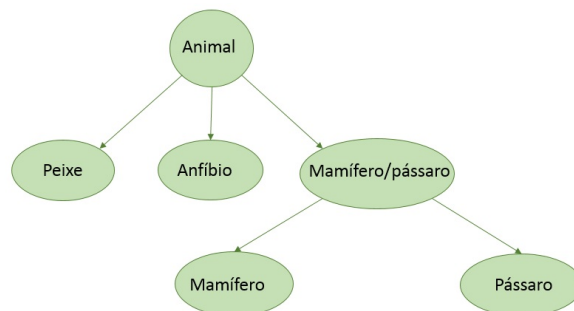 Animal
Peixe
Anfíbio
Mamífero/pássaro
Mamífero
Pássaro